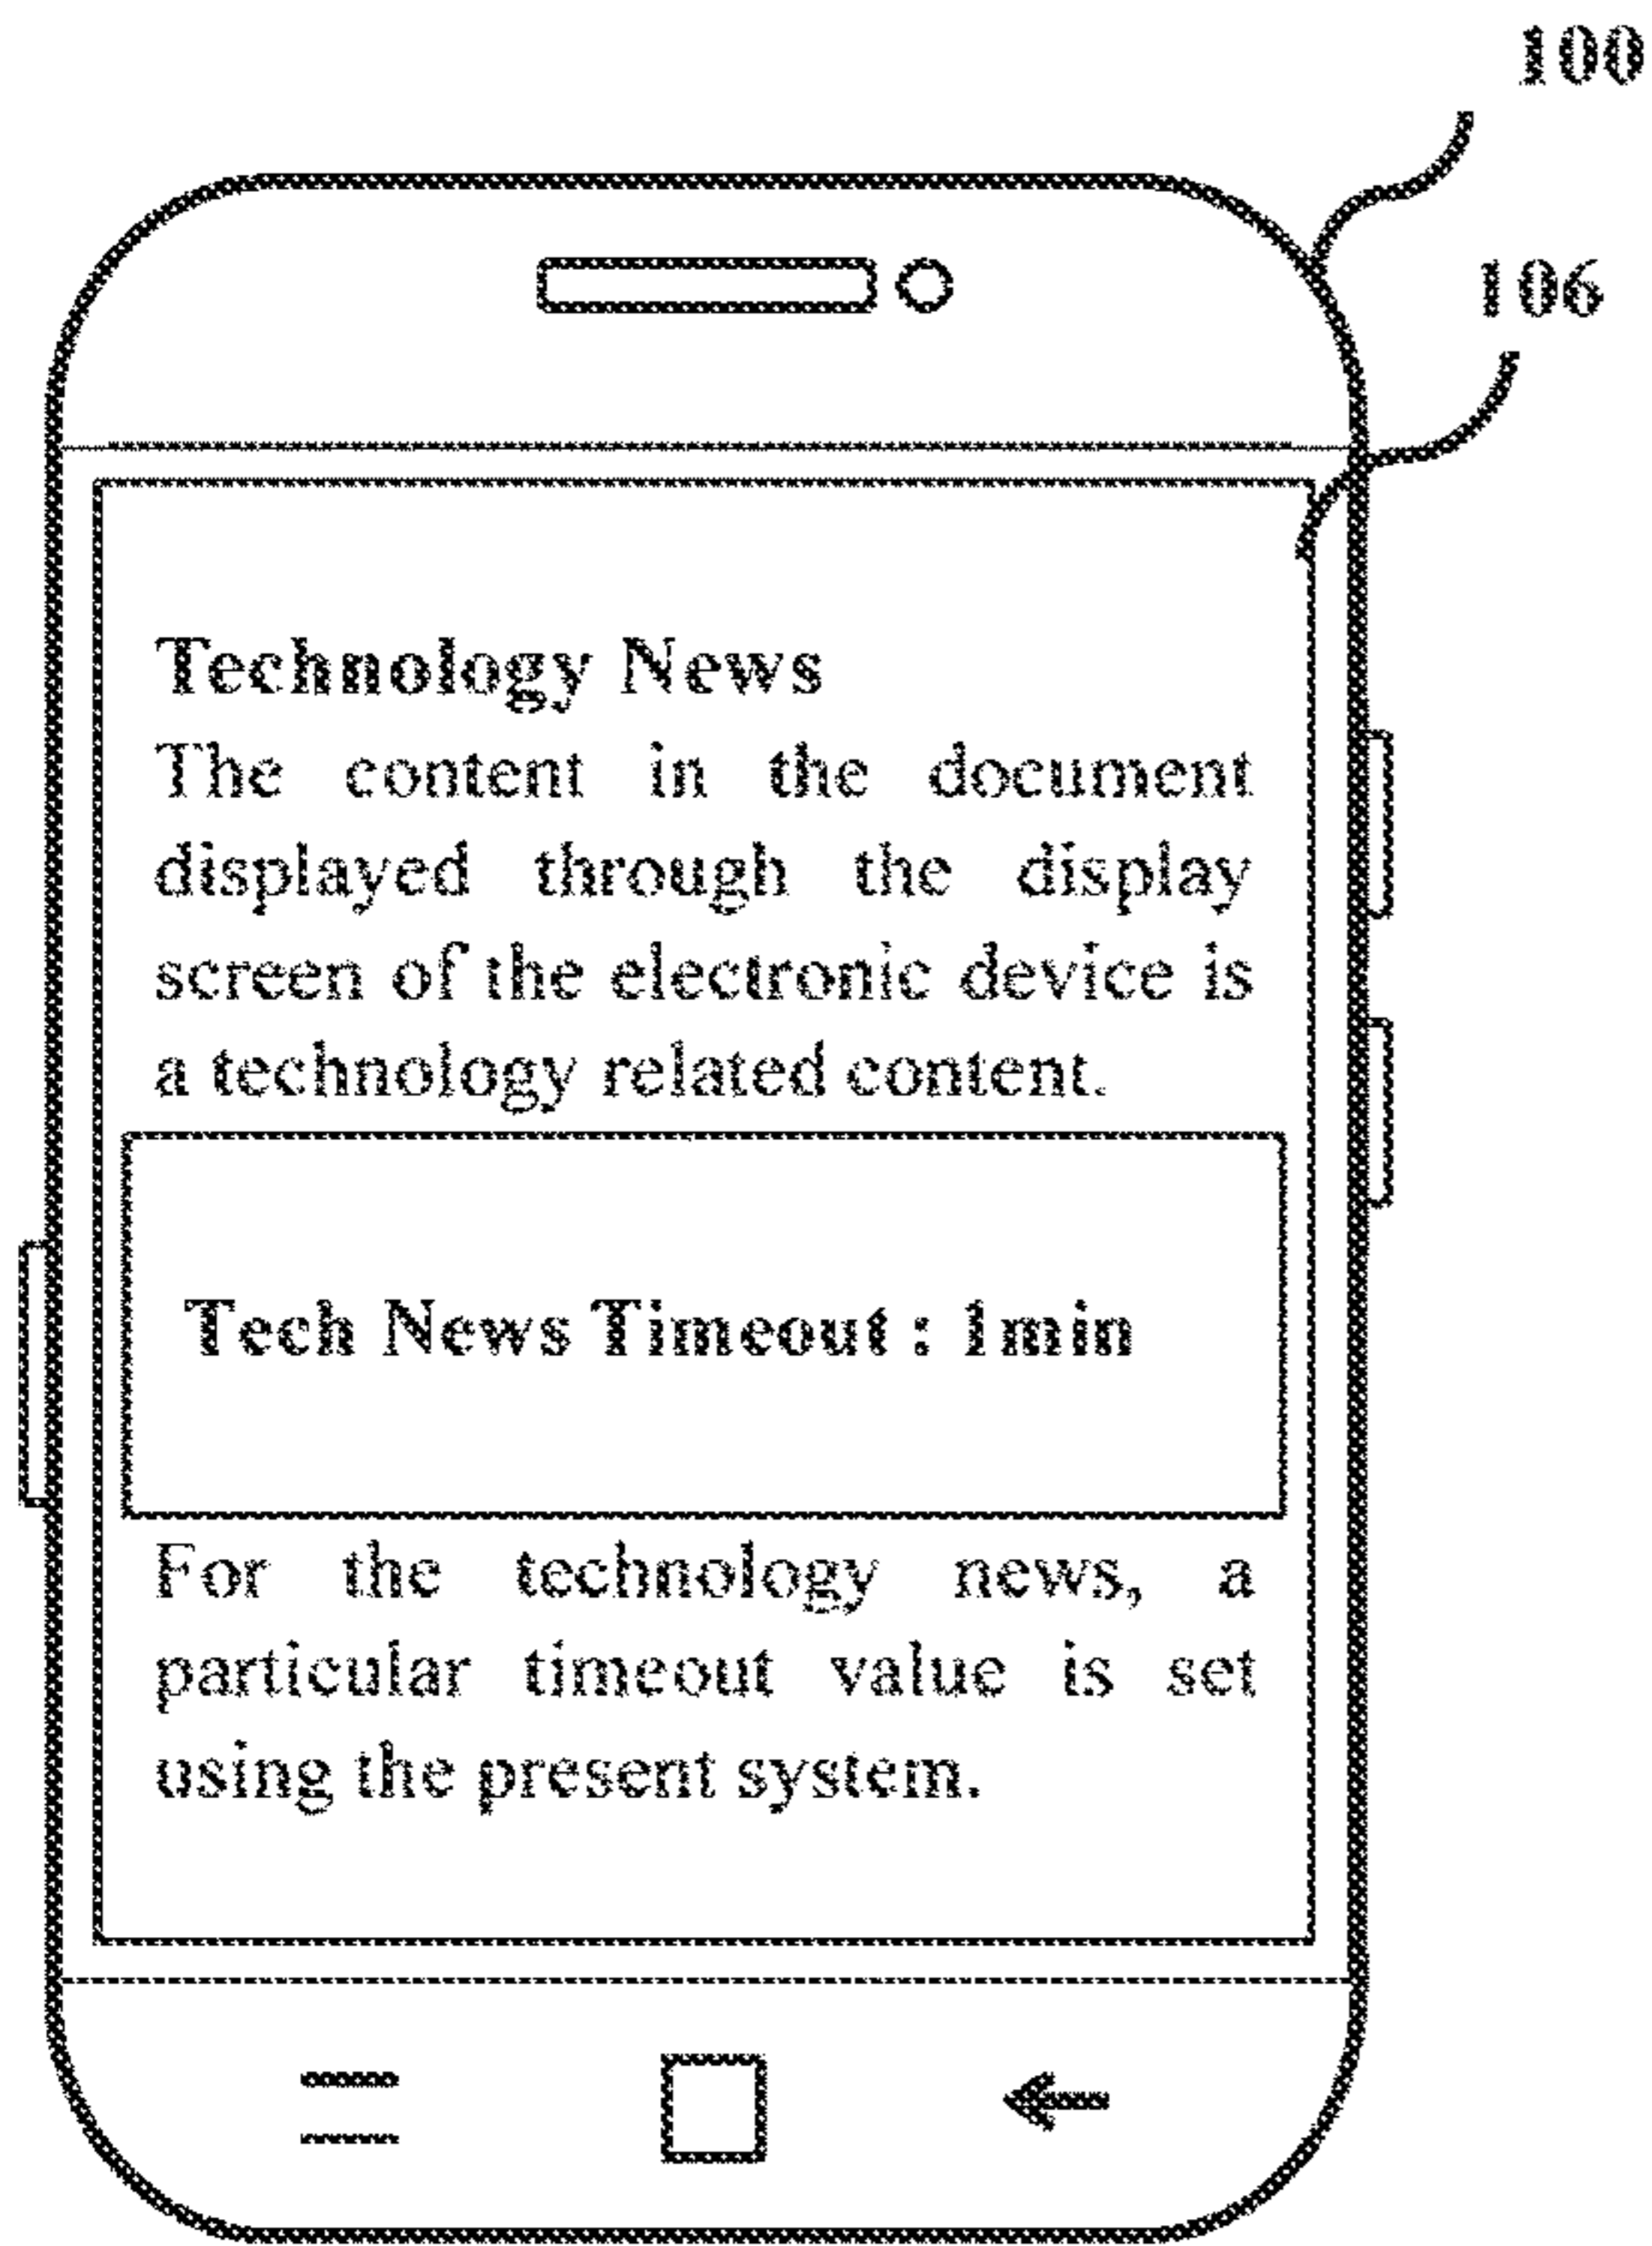 100
106
Technology News
The content in the document
displayed through the display
screen of the electronic device is
a technology related content.
Tech News Timeout : 1min
For the technology news, a
particular timeout value is set
using the present system.